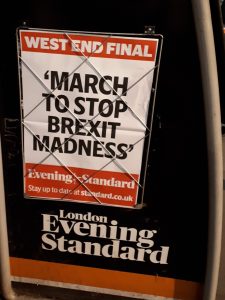 WEST END FINAL
‘MARCH
TO STOP
BREXIT
MADNESS’
Evening Standard
Stay up to date at standard.co.uk
London
Evening
Standard